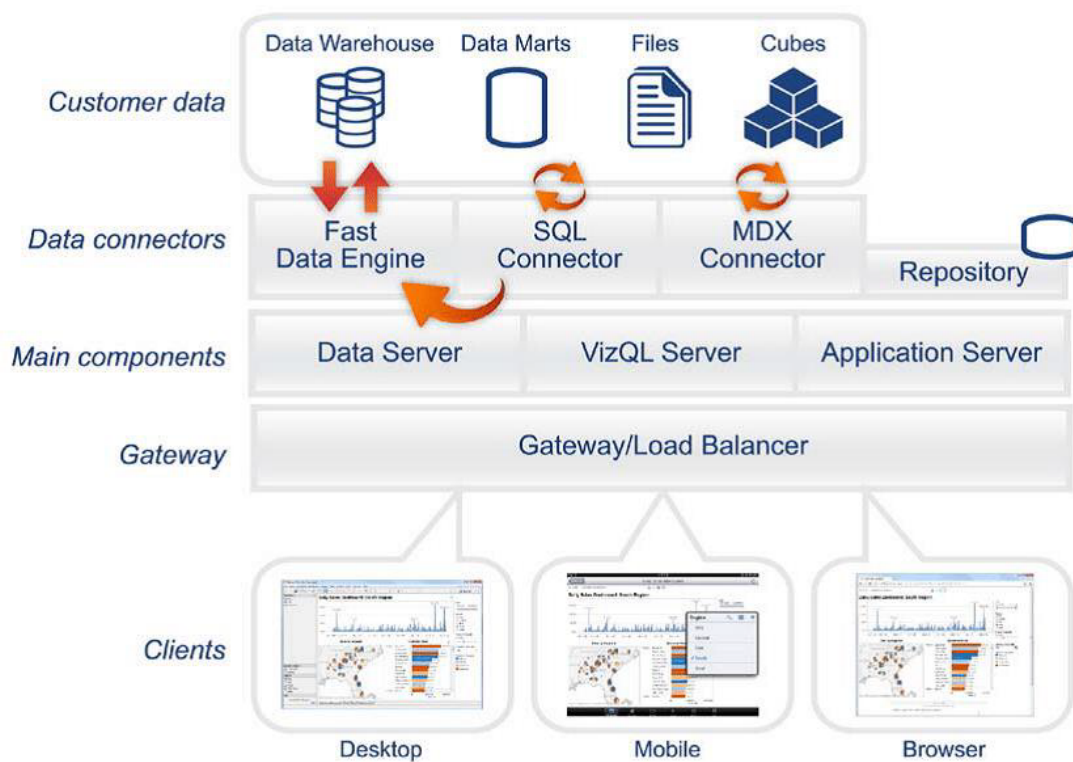 Data Warehouse
Data Marts
Files
Cubes
Customer data
Data connectors
Fast
Data Engine
SQL
Connector
MDX
Connector
Repository
Main components
Data Server
VizQL Server
Application Server
Gateway
Gateway/Load Balancer
Clients
Desktop
Mobile
Browser